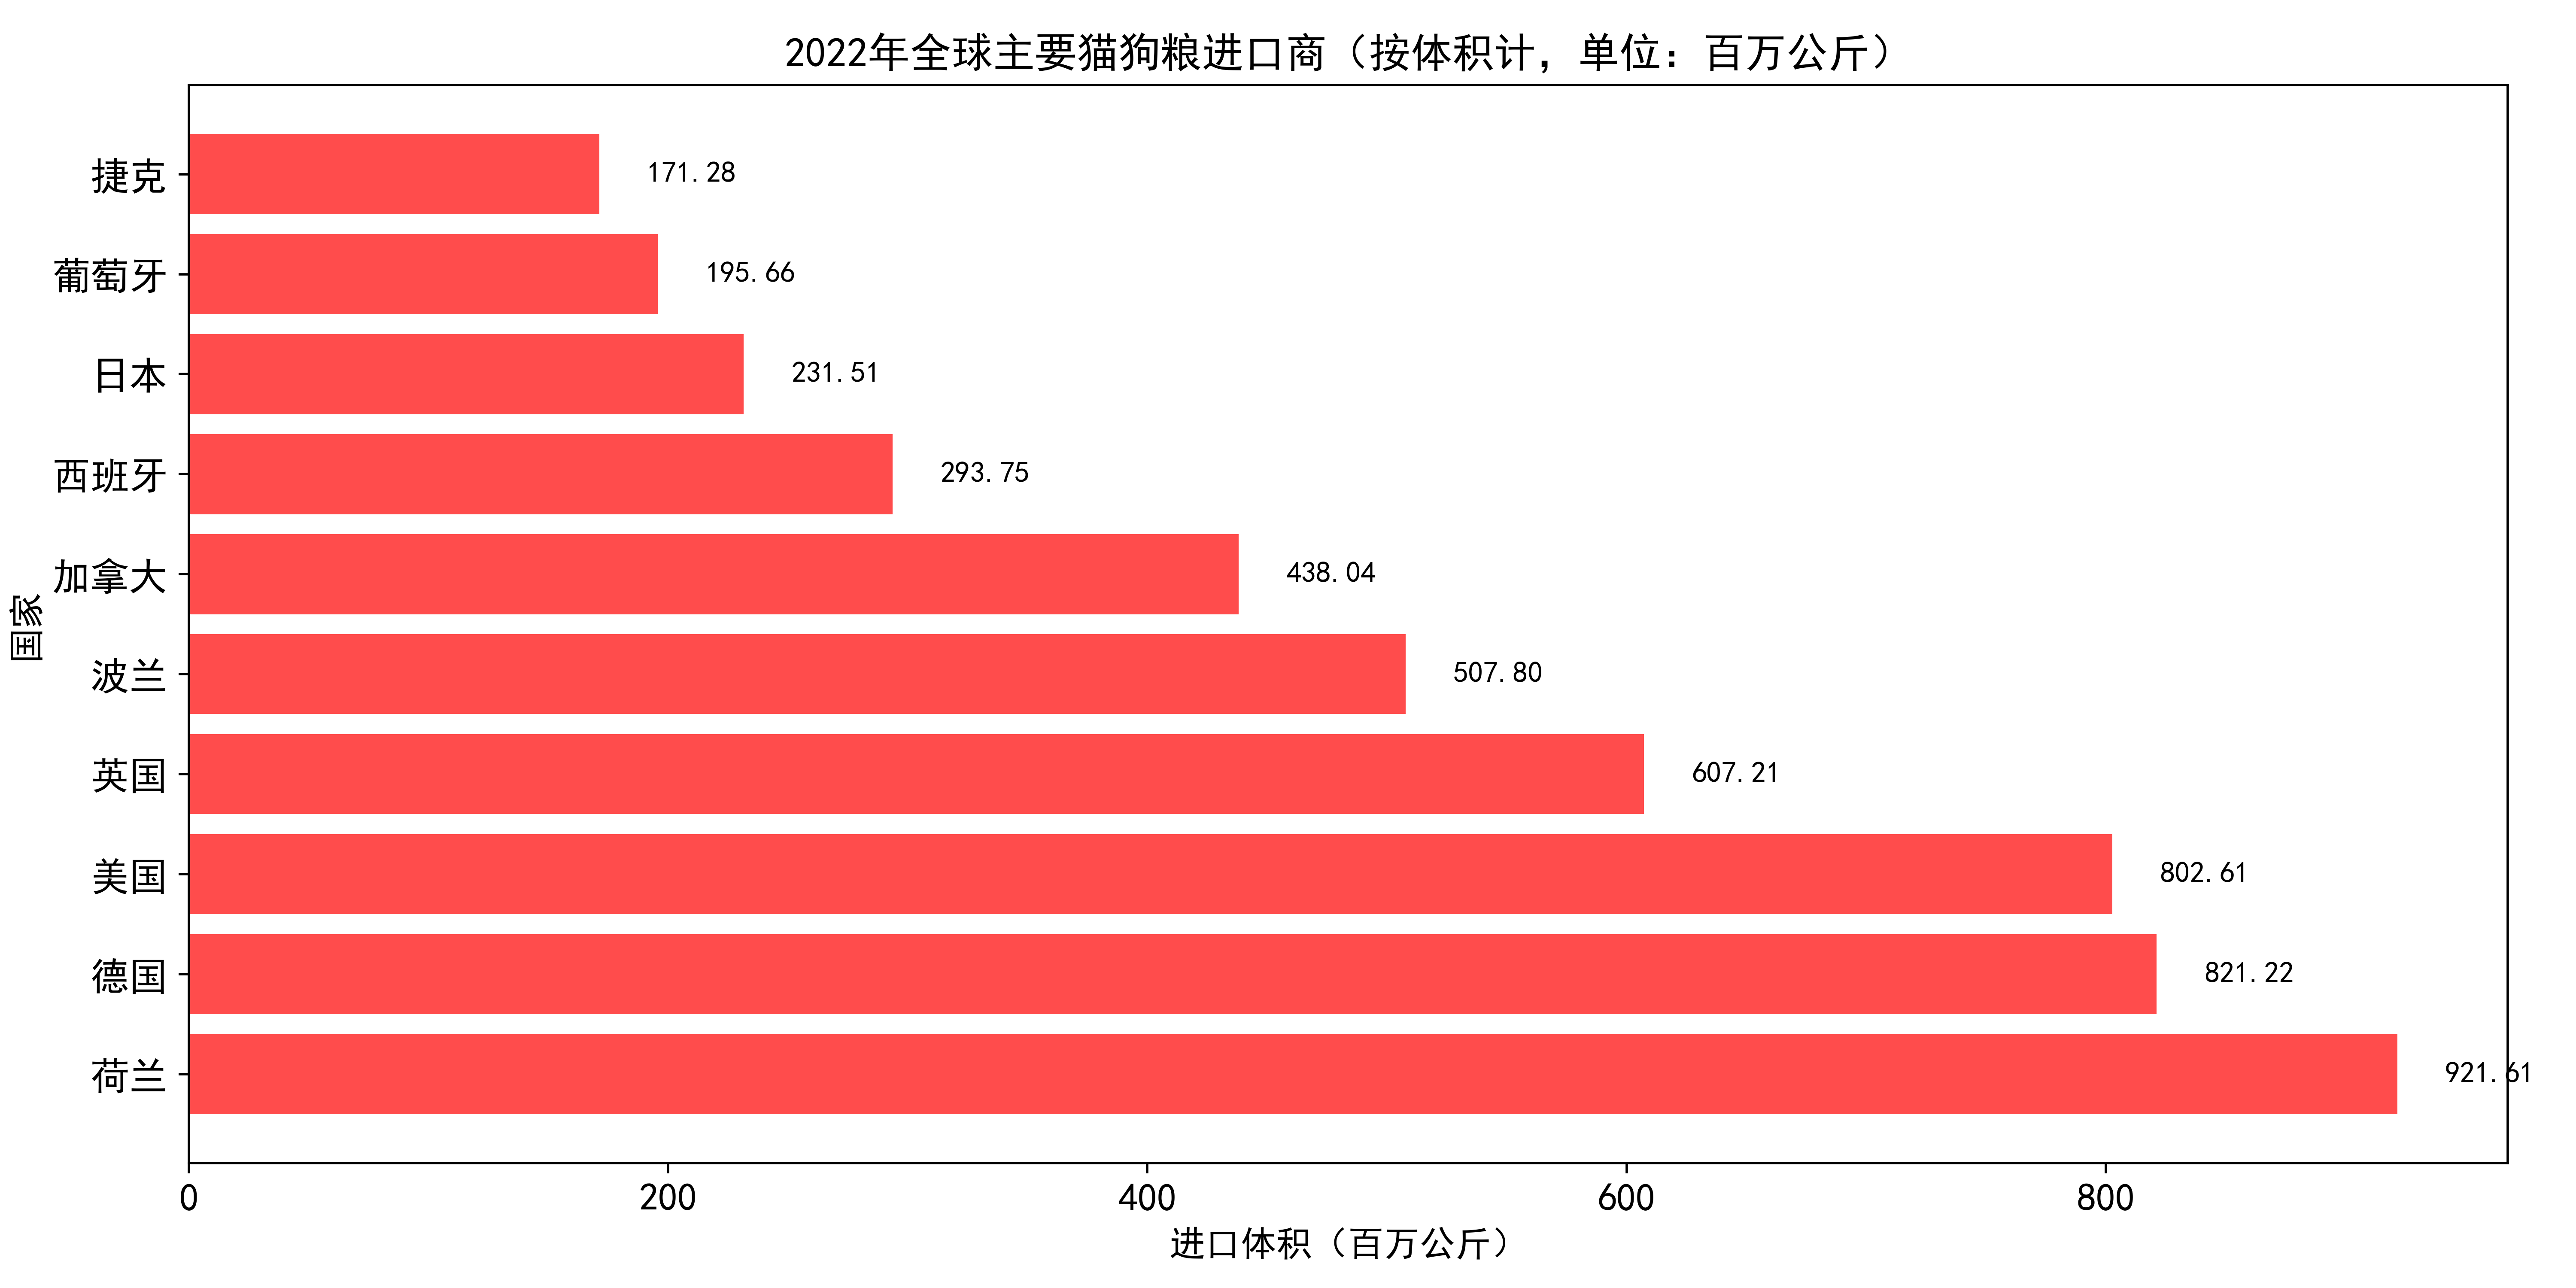 2022年全球主要猫狗粮进口商（按体积计，单位：百万公斤）
捷克 171.28
葡萄牙 195.66
日本 231.51
西班牙 293.75
加拿大 438.04
波兰 507.80
英国 607.21
美国 802.61
德国 821.22
荷兰 921.61
国家
0 200 400 600 800
进口体积（百万公斤）